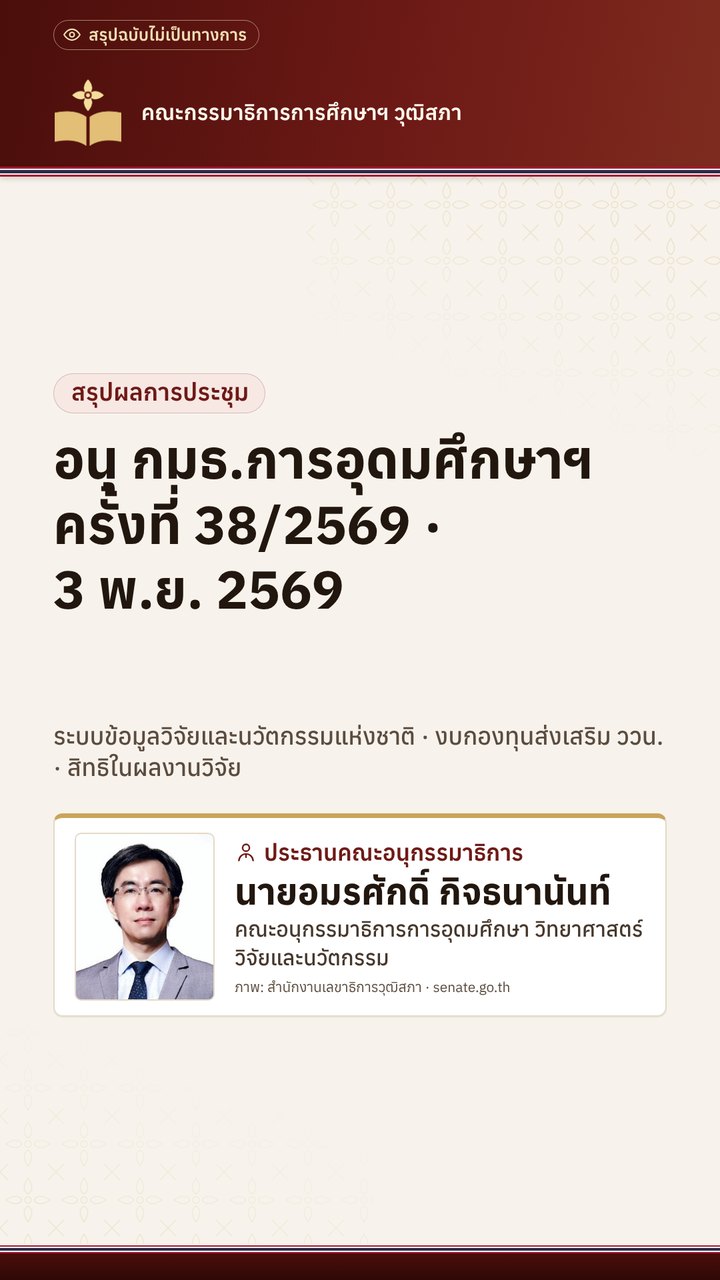 สรุปฉบับไม่เป็นทางการ
คณะกรรมาธิการการศึกษาฯ วุฒิสภา
สรุปผลการประชุม
อนุ กมธ.การอุดมศึกษาฯ
ครั้งที่ 38/2569 ·
3 พ.ย. 2569
ระบบข้อมูลวิจัยและนวัตกรรมแห่งชาติ · งบกองทุนส่งเสริม ววน.
· สิทธิในผลงานวิจัย
ประธานคณะอนุกรรมาธิการ
นายอมรศักดิ์ กิจธนานันท์
คณะอนุกรรมาธิการการอุดมศึกษา วิทยาศาสตร์
วิจัยและนวัตกรรม
ภาพ: สำนักงานเลขาธิการวุฒิสภา · senate.go.th